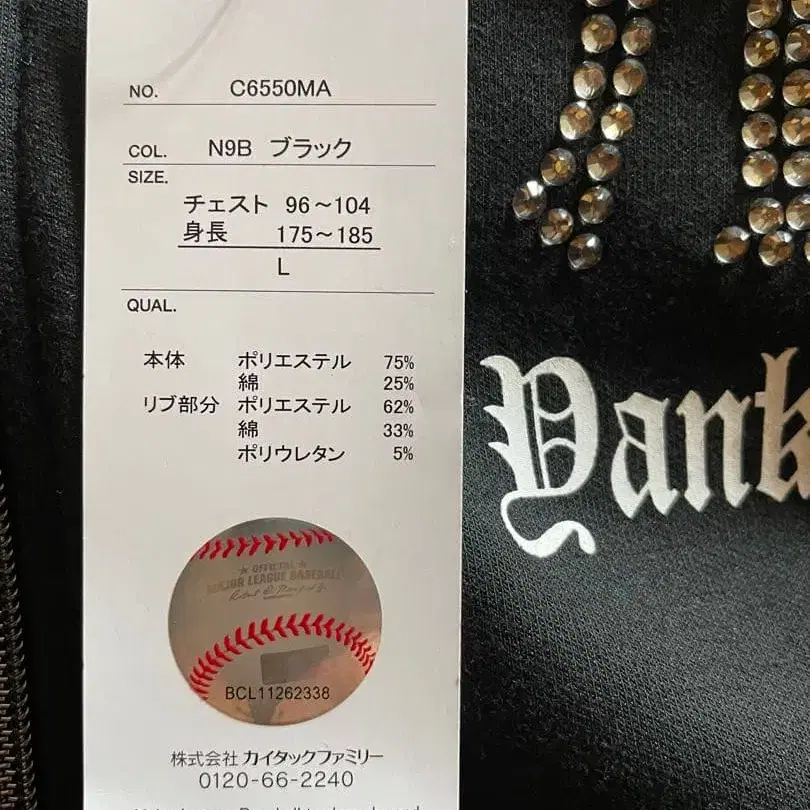 NO. C6550MA
COL. N9B ブラック
SIZE.
チェスト 96～104
身長 175～185
L
QUAL.
本体 ポリエステル 75%
綿 25%
リブ部分 ポリエステル 62%
綿 33%
ポリウレタン 5%
OFFICIAL
MAJOR LEAGUE BASEBALL
BCL11262338
株式会社 カイタックファミリー
0120-66-2240
Yank